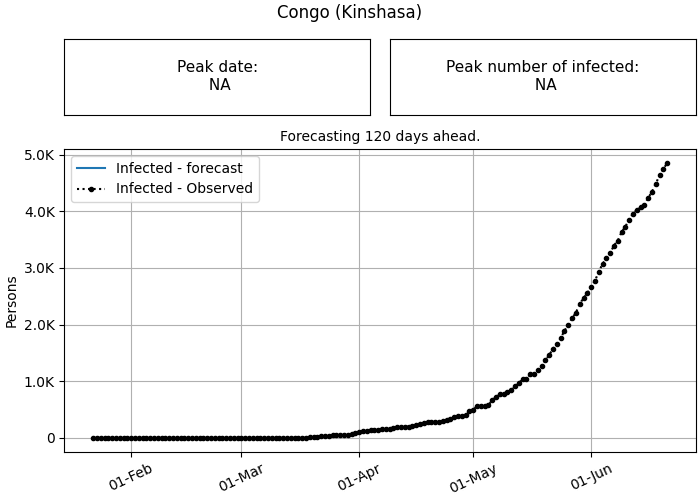 Congo (Kinshasa)
Peak date:
NA
Peak number of infected:
NA
Forecasting 120 days ahead.
5.0K
Infected - forecast
Infected - Observed
4.0K
3.0K
2.0K
1.0K
0
Persons
01-Feb
01-Mar
01-Apr
01-May
01-Jun